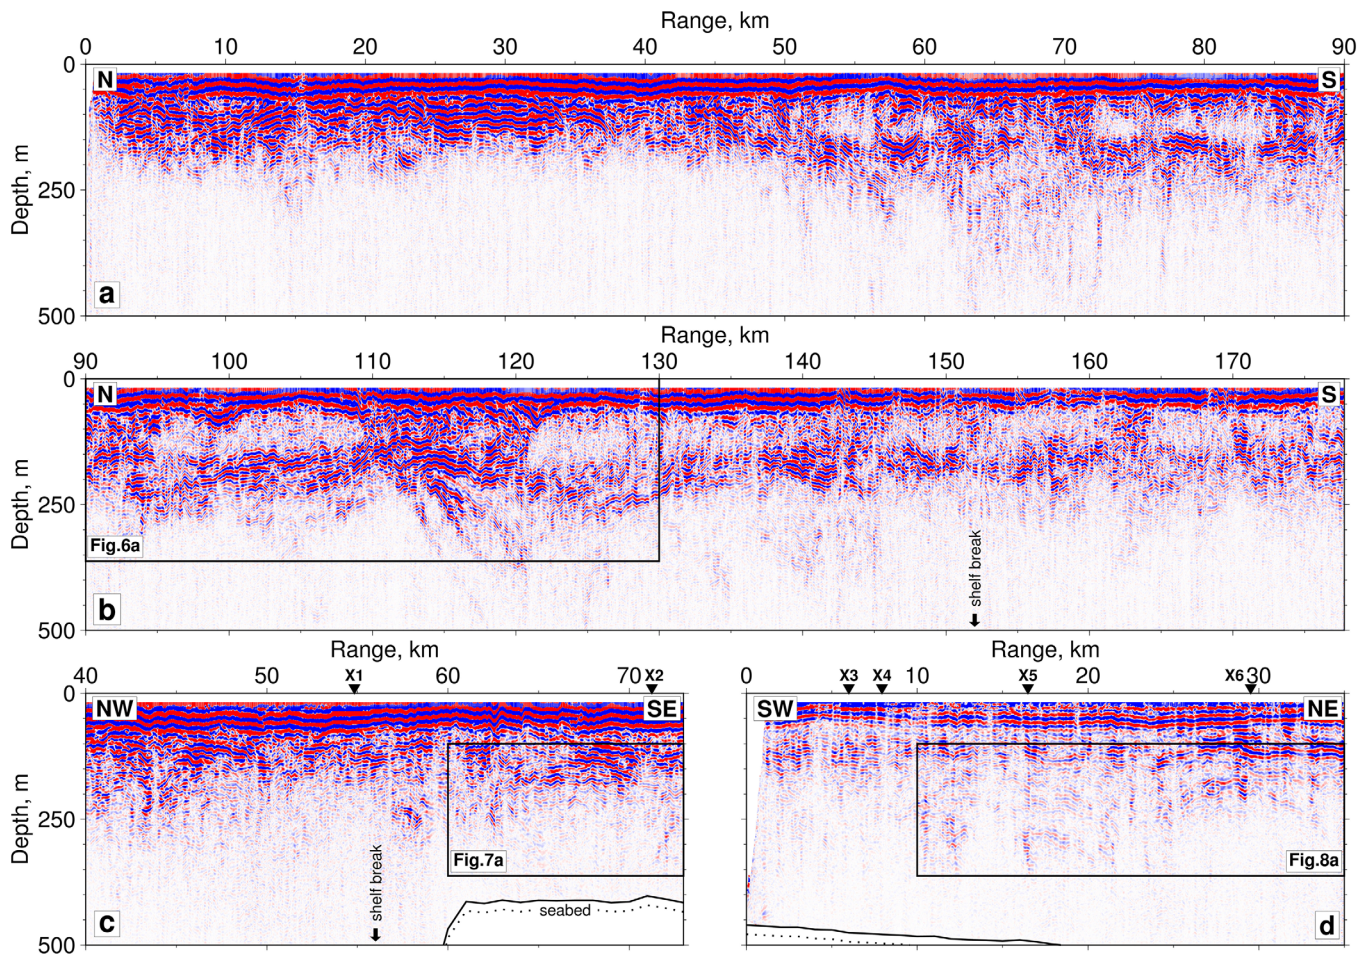 Range, km
0 10 20 30 40 50 60 70 80 90
0
N S
Depth, m
250
a
500
Range, km
90 100 110 120 130 140 150 160 170
0
N S
Depth, m
250
Fig.6a
shelf break
b
500
Range, km Range, km
40 50 X1 60 70 X2 0 X3 X4 10 X5 20 X6 30
0
NW SE SW NE
Depth, m
250
Fig.7a Fig.8a
shelf break
seabed
c d
500